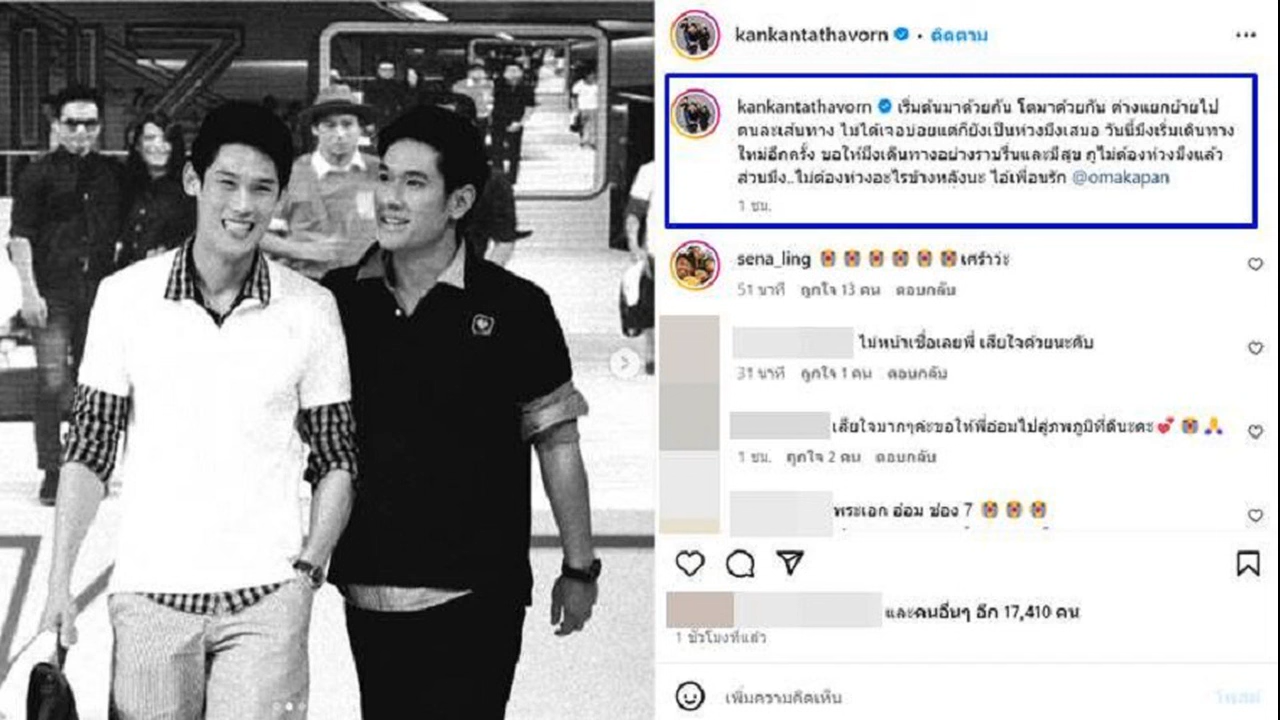 kankantathavorn • ติดตาม
kankantathavorn เริ่มต้นมาด้วยกัน โตมาด้วยกัน ต่างแยกย้ายไป
คนละเส้นทาง ไม่ได้เจอบ่อยแต่ก็ยังเป็นห่วงมึงเสมอ วันนี้มึงเริ่มเดินทาง
ใหม่อีกครั้ง ขอให้มึงเดินทางอย่างราบรื่นและมีสุข กูไม่ต้องห่วงมึงแล้ว
ส่วนมึง..ไม่ต้องห่วงอะไรข้างหลังนะ ไอ้เพื่อนรัก @omakapan
1 ชม.
sena_ling 😭😭😭😭😭😭เศร้าว่ะ
51 นาที ถูกใจ 13 คน ตอบกลับ
ไม่หน้าเชื่อเลยพี่ เสียใจด้วยนะคับ
31 นาที ถูกใจ 1 คน ตอบกลับ
เสียใจมากๆค่ะขอให้พี่อ๋อมไปสู่ภพภูมิที่ดีนะคะ💕😭🙏
1 ชม. ถูกใจ 2 คน ตอบกลับ
พระเอก อ๋อม ช่อง 7 😭😭😭
และคนอื่นๆ อีก 17,410 คน
1 ชั่วโมงที่แล้ว
เพิ่มความคิดเห็น
โพสต์